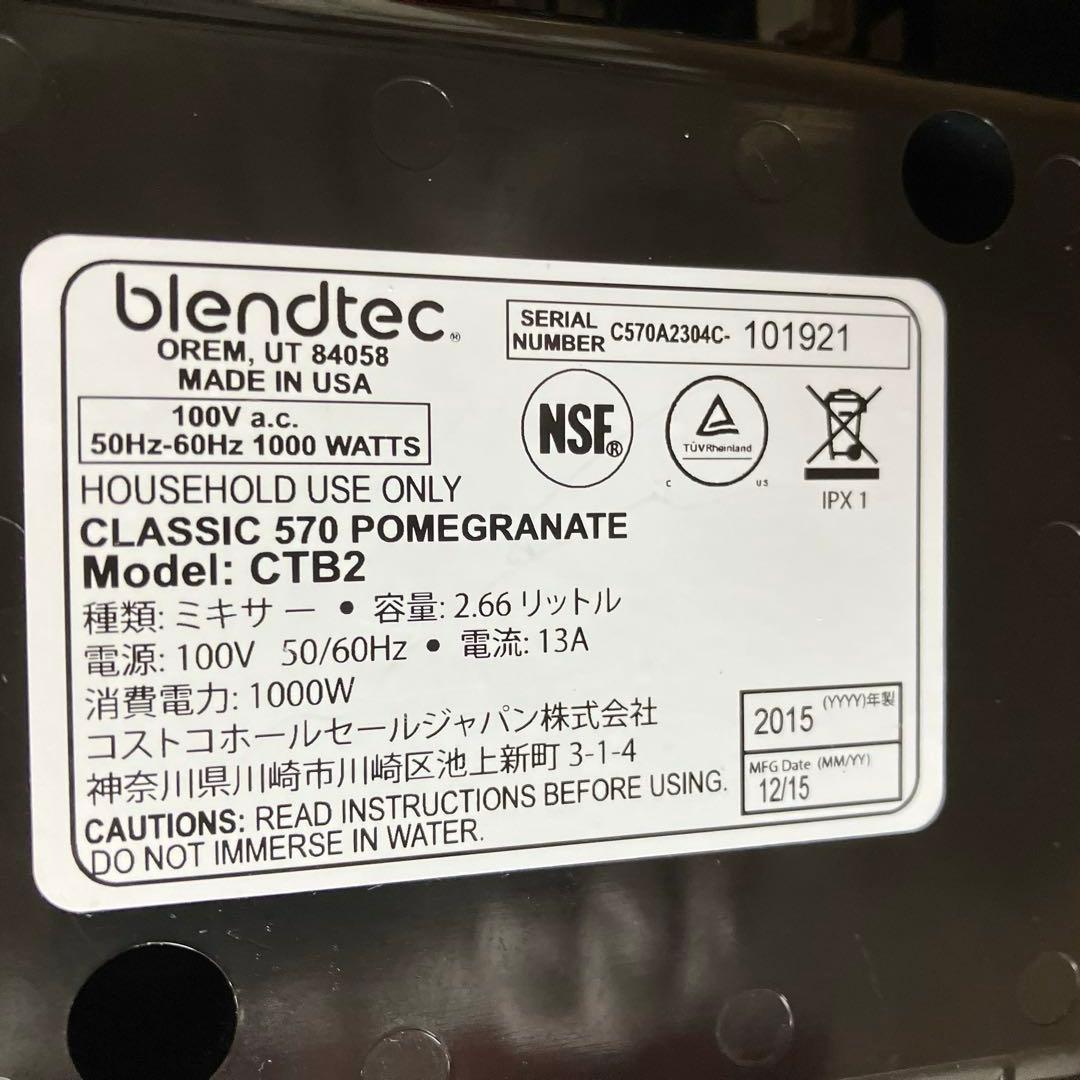 blendtec®
OREM, UT 84058
MADE IN USA
100V a.c.
50Hz-60Hz 1000 WATTS
SERIAL NUMBER C570A2304C- 101921
NSF®
TÜVRheinland
C US
IPX 1
HOUSEHOLD USE ONLY
CLASSIC 570 POMEGRANATE
Model: CTB2
種類: ミキサー • 容量: 2.66 リットル
電源: 100V 50/60Hz • 電流: 13A
消費電力: 1000W
コストコホールセールジャパン株式会社
神奈川県川崎市川崎区池上新町 3-1-4
2015 (YYYY)年製
MFG Date (MM/YY)
12/15
CAUTIONS: READ INSTRUCTIONS BEFORE USING.
DO NOT IMMERSE IN WATER.